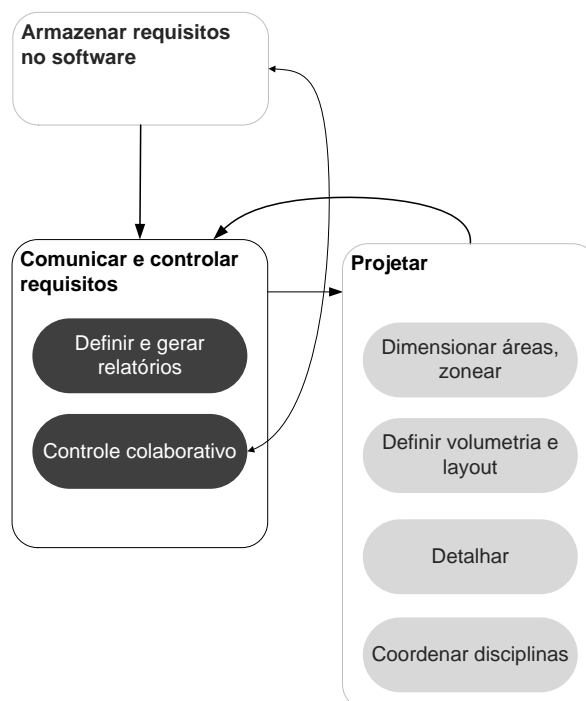 Armazenar requisitos
no software
Comunicar e controlar
requisitos
Definir e gerar
relatórios
Controle colaborativo
Projetar
Dimensionar áreas,
zonear
Definir volumetria e
layout
Detalhar
Coordenar disciplinas